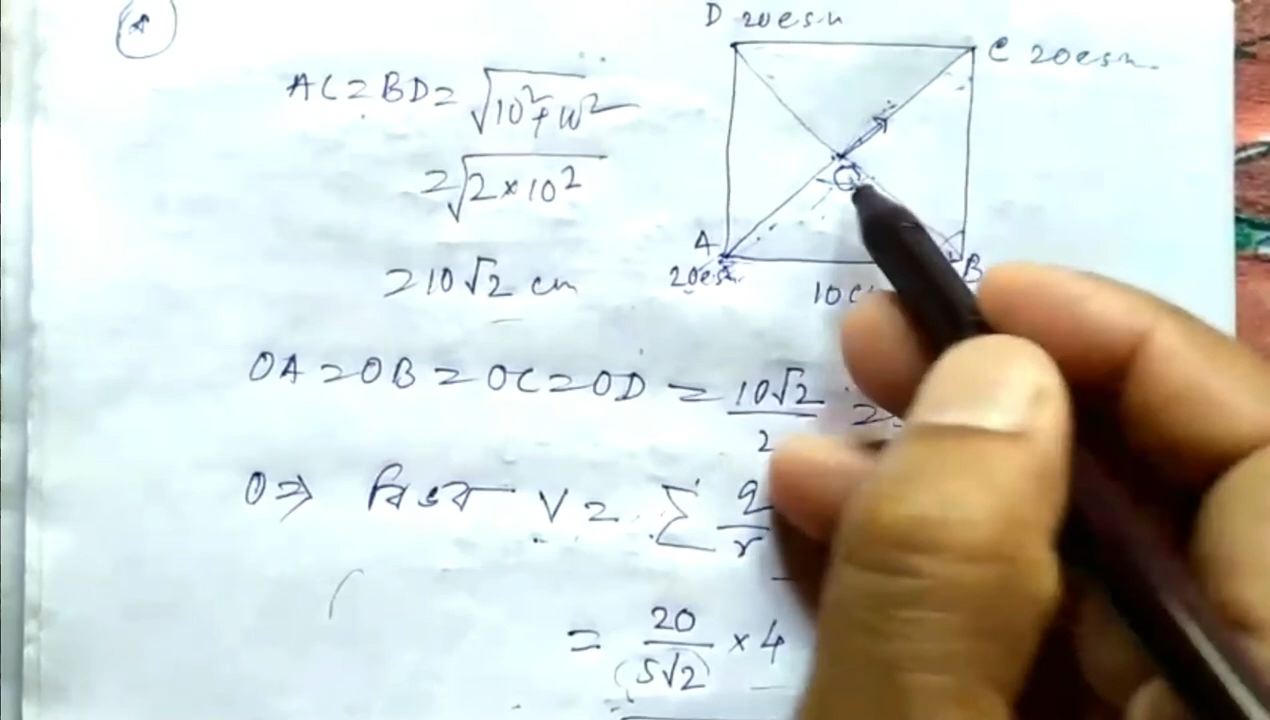 D 20esu
C 20esu
AC = BD = √10² + 10²
= √2 × 10²
= 10√2 cm
A
20esu
B
10c
O
OA = OB = OC = OD = 10√2/2 =
O ⇒ V = Σ q/r
= 20/5√2 × 4